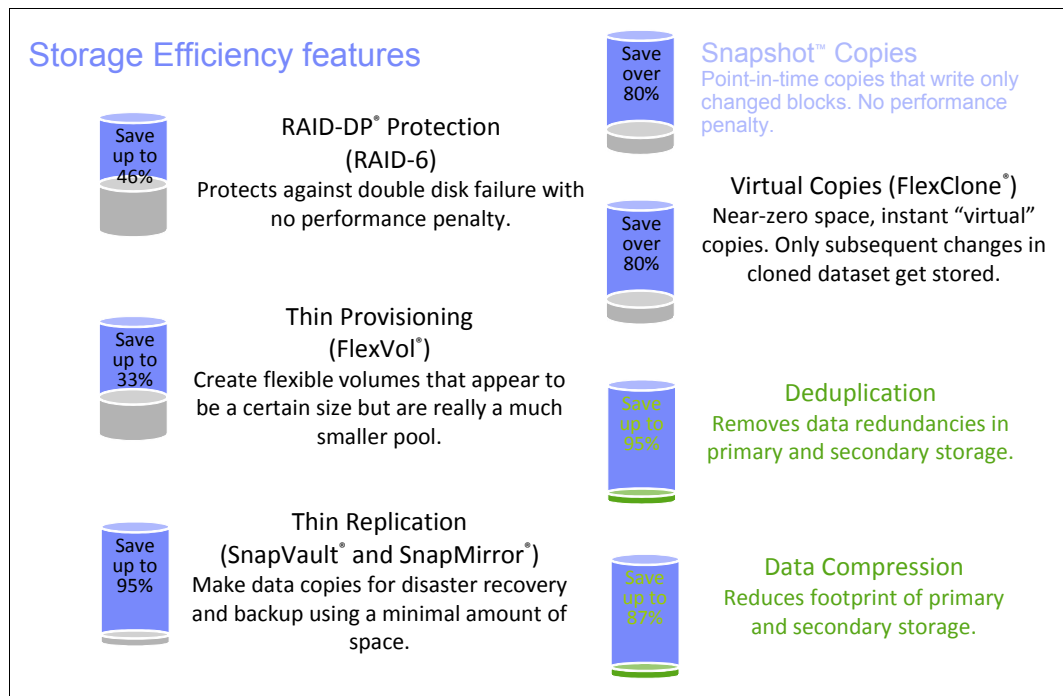 Storage Efficiency features
Save
up to
46%
RAID-DP® Protection
(RAID-6)
Protects against double disk failure with
no performance penalty.
Save
up to
33%
Thin Provisioning
(FlexVol®)
Create flexible volumes that appear to
be a certain size but are really a much
smaller pool.
Save
up to
95%
Thin Replication
(SnapVault® and SnapMirror®)
Make data copies for disaster recovery
and backup using a minimal amount of
space.
Save
over
80%
Snapshot™ Copies
Point-in-time copies that write only
changed blocks. No performance
penalty.
Save
over
80%
Virtual Copies (FlexClone®)
Near-zero space, instant “virtual”
copies. Only subsequent changes in
cloned dataset get stored.
Save
up to
95%
Deduplication
Removes data redundancies in
primary and secondary storage.
Save
up to
87%
Data Compression
Reduces footprint of primary
and secondary storage.